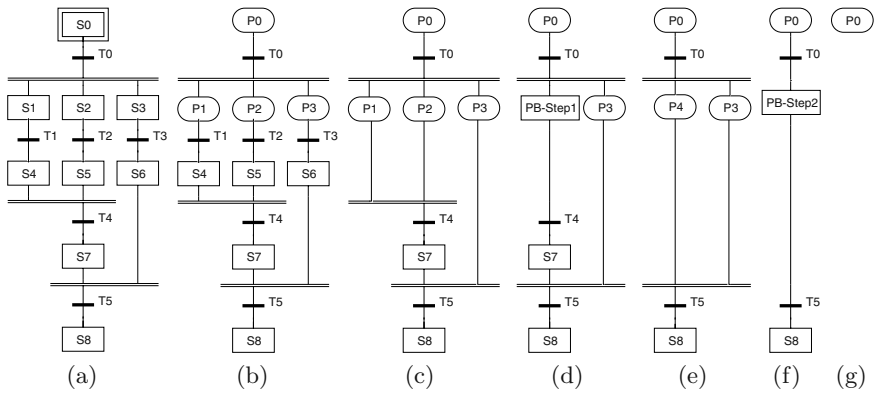 S0 P0 P0 P0 P0 P0 P0
T0 T0 T0 T0 T0 T0
S1 S2 S3 P1 P2 P3 P1 P2 P3 PB-Step1 P3 P4 P3 PB-Step2
T1 T2 T3 T1 T2 T3
S4 S5 S6 S4 S5 S6
T4 T4 T4 T4
S7 S7 S7 S7
T5 T5 T5 T5 T5 T5
S8 S8 S8 S8 S8 S8
(a) (b) (c) (d) (e) (f) (g)